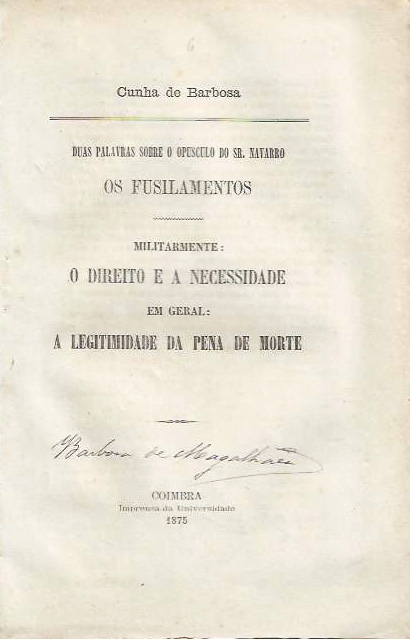 Cunha de Barbosa
DUAS PALAVRAS SOBRE O OPUSCULO DO SR. NAVARRO
OS FUSILAMENTOS
MILITARMENTE:
O DIREITO E A NECESSIDADE
EM GERAL:
A LEGITIMIDADE DA PENA DE MORTE
Barbosa de Magalhães
COIMBRA
Imprensa da Universidade
1875